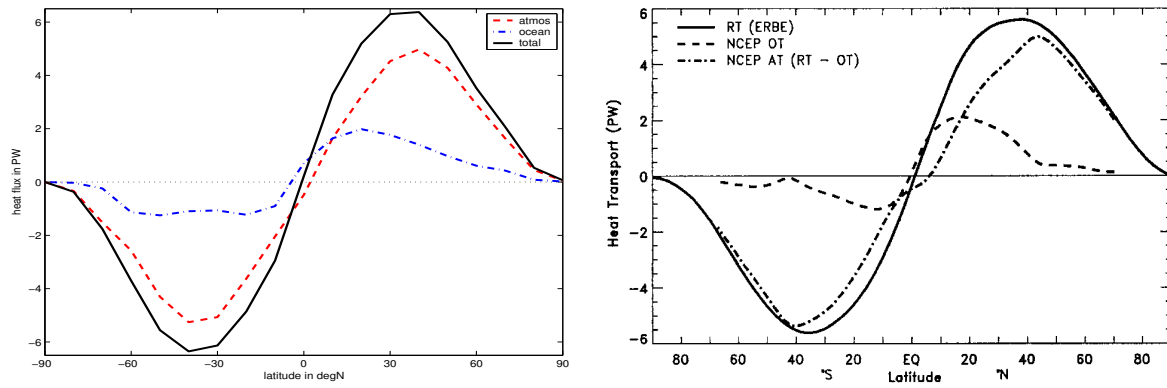 atmos
ocean
total
heat flux in PW
6
4
2
0
−2
−4
−6
−90
−60
−30
0
30
60
90
latitude in degN
RT (ERBE)
NCEP OT
NCEP AT (RT − OT)
Heat Transport (PW)
6
4
2
0
-2
-4
-6
80
60
40
20
EQ
20
40
60
80
°S
Latitude
°N